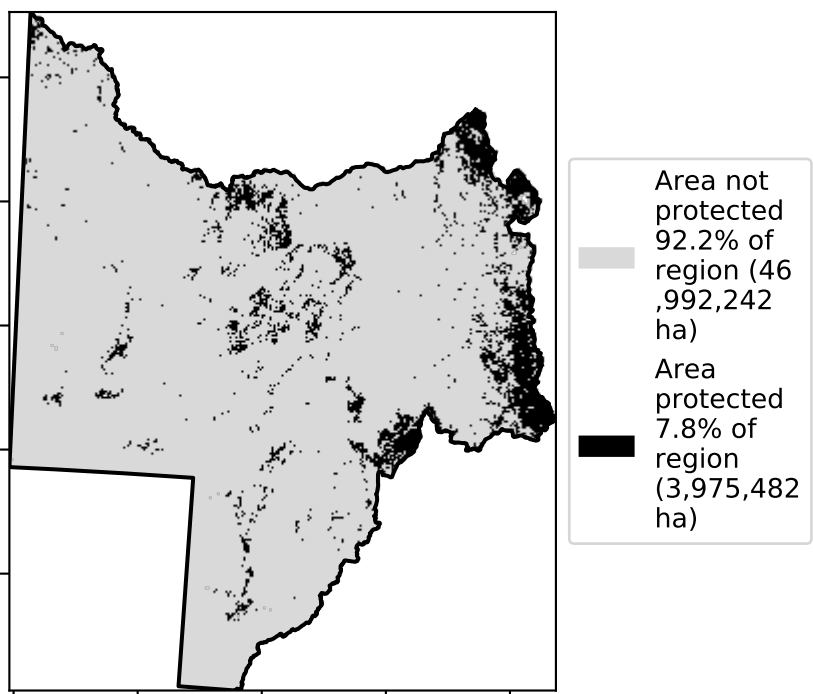 Area not
protected
92.2% of
region (46
,992,242
ha)
Area
protected
7.8% of
region
(3,975,482
ha)